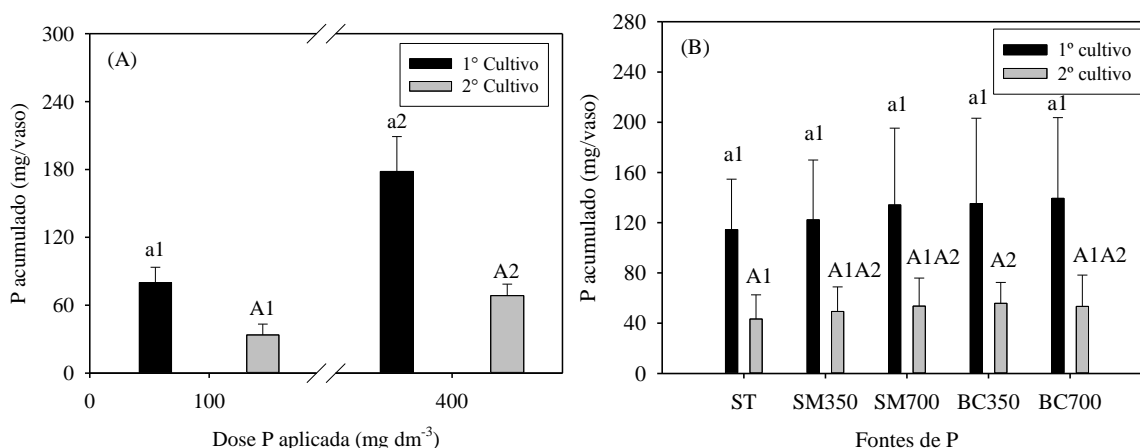 (A)
1° Cultivo
2° Cultivo
300
240
180
120
60
0
P acumulado (mg/vaso)
a1
A1
a2
A2
0
100
400
Dose P aplicada (mg dm-3)
(B)
1º cultivo
2º cultivo
280
240
200
160
120
80
40
0
P acumulado (mg/vaso)
a1
a1
a1
a1
a1
A1
A1A2
A1A2
A2
A1A2
ST
SM350
SM700
BC350
BC700
Fontes de P